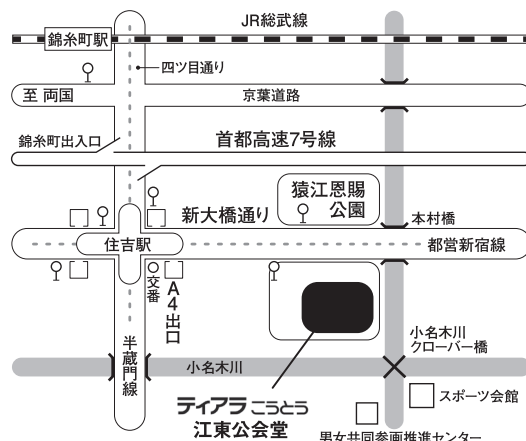 JR総武線
錦糸町駅
四ツ目通り
至 両国
京葉道路
錦糸町出入口
首都高速7号線
猿江恩賜
公園
新大橋通り
本村橋
住吉駅
都営新宿線
交番
A4出口
半蔵門線
小名木川
クローバー橋
小名木川
スポーツ会館
ティアラこうとう
江東公会堂
男女共同参画推進センター